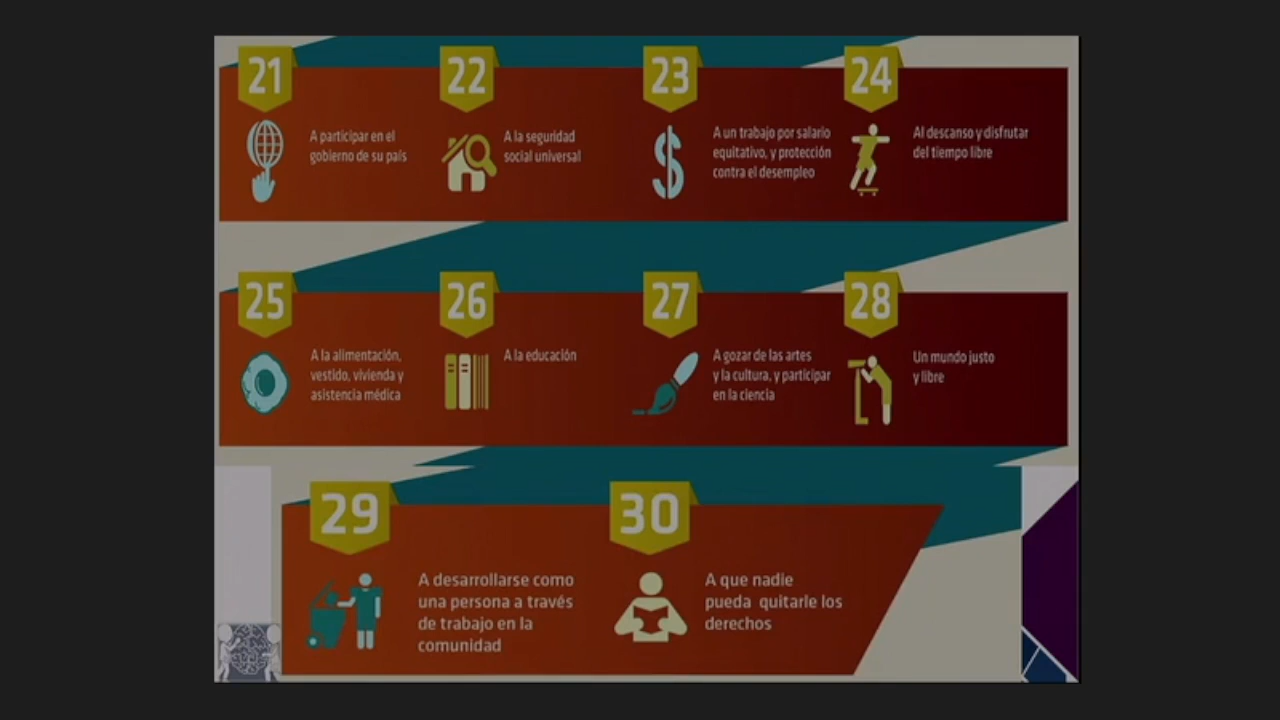 21
A participar en el
gobierno de su país
22
A la seguridad
social universal
23
A un trabajo por salario
equitativo, y protección
contra el desempleo
24
Al descanso y disfrutar
del tiempo libre
25
A la alimentación,
vestido, vivienda y
asistencia médica
26
A la educación
27
A gozar de las artes
y la cultura, y participar
en la ciencia
28
Un mundo justo
y libre
29
A desarrollarse como
una persona a través
de trabajo en la
comunidad
30
A que nadie
pueda quitarle los
derechos